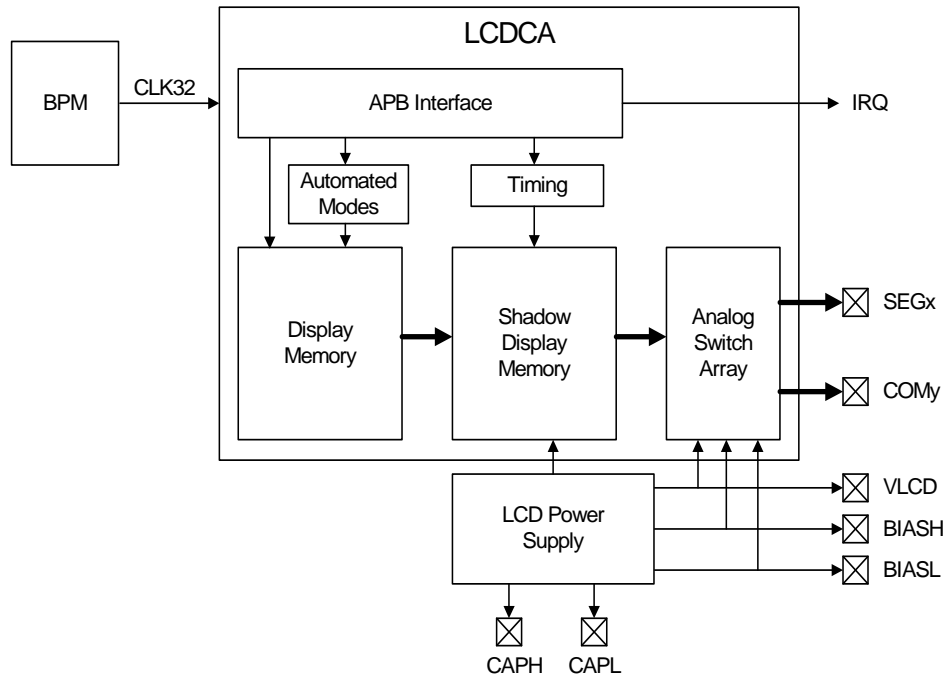 LCDCA
BPM
CLK32
APB Interface
IRQ
Automated
Modes
Timing
Display
Memory
Shadow
Display
Memory
Analog
Switch
Array
SEGx
COMy
LCD Power
Supply
VLCD
BIASH
BIASL
CAPH
CAPL